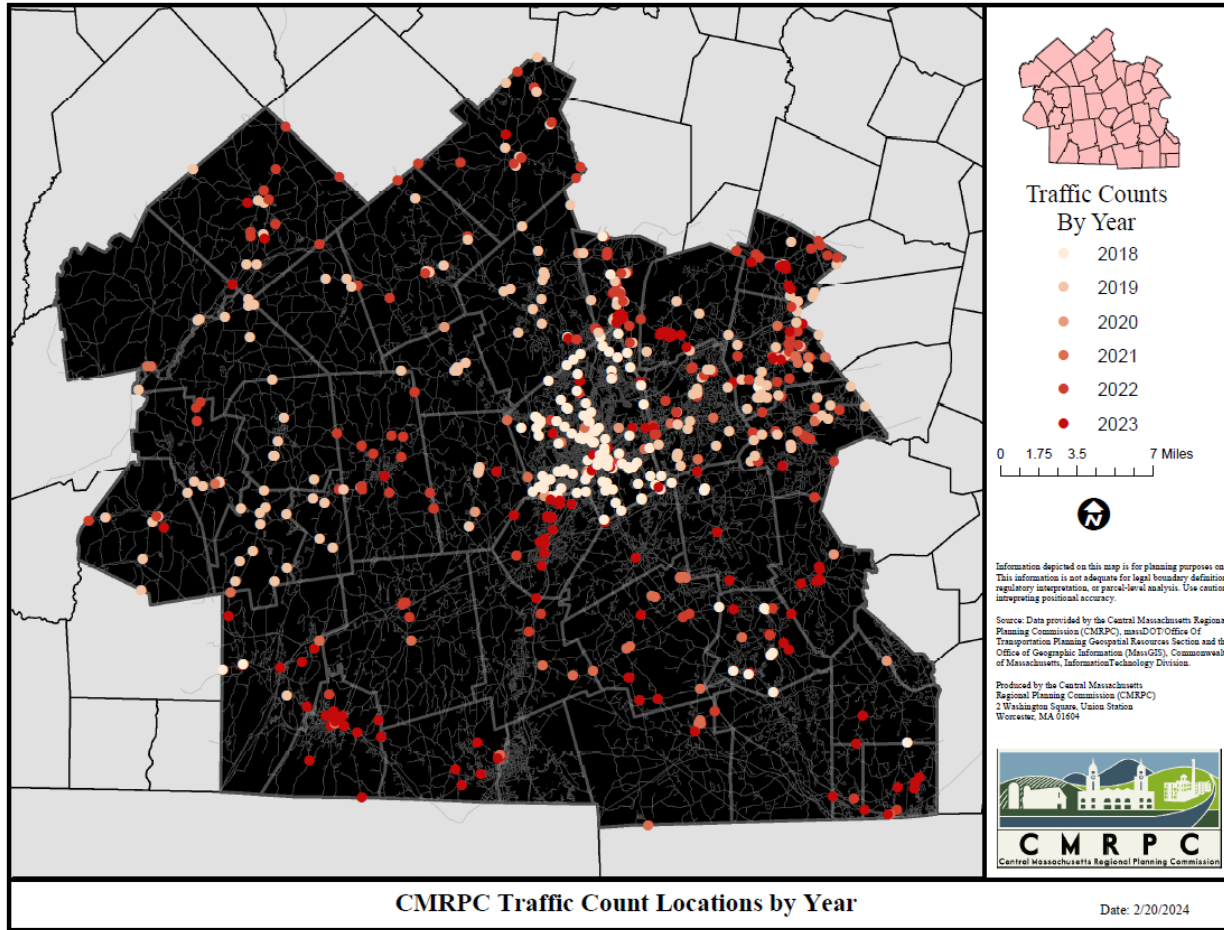 Traffic Counts
By Year
2018
2019
2020
2021
2022
2023
0 1.75 3.5 7 Miles
N
Information depicted on this map is for planning purposes on
This information is not adequate for legal boundary definition
regulatory interpretation, or parcel-level analysis. Use caution
intrepreting positional accuracy.
Source: Data provided by the Central Massachusetts Regiona
Planning Commission (CMRPC), massDOT/Office Of
Transportation Planning Geospatial Resources Section and th
Office of Geographic Information (MassGIS), Commonwealt
of Massachusetts, InformationTechnology Division.
Produced by the Central Massachusetts
Regional Planning Commission (CMRPC)
2 Washington Square, Union Station
Worcester, MA 01604
C M R P C
Central Massachusetts Regional Planning Commission
CMRPC Traffic Count Locations by Year
Date: 2/20/2024